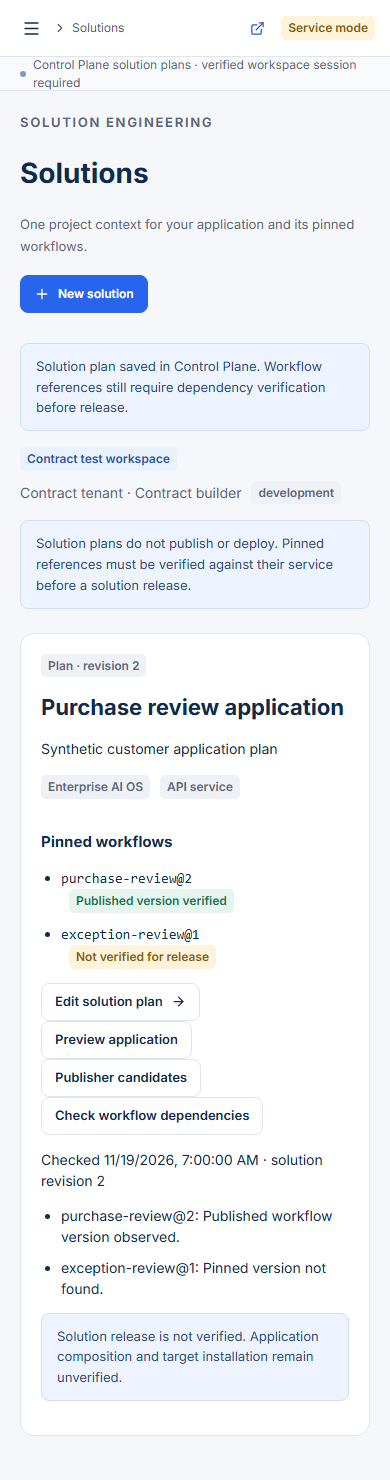 Solutions
Service mode
Control Plane solution plans · verified workspace session
required
SOLUTION ENGINEERING
Solutions
One project context for your application and its pinned
workflows.
New solution
Solution plan saved in Control Plane. Workflow
references still require dependency verification
before release.
Contract test workspace
Contract tenant · Contract builder development
Solution plans do not publish or deploy. Pinned
references must be verified against their service
before a solution release.
Plan · revision 2
Purchase review application
Synthetic customer application plan
Enterprise AI OS API service
Pinned workflows
purchase-review@2
Published version verified
exception-review@1
Not verified for release
Edit solution plan
Preview application
Publisher candidates
Check workflow dependencies
Checked 11/19/2026, 7:00:00 AM · solution
revision 2
purchase-review@2: Published workflow
version observed.
exception-review@1: Pinned version not
found.
Solution release is not verified. Application
composition and target installation remain
unverified.